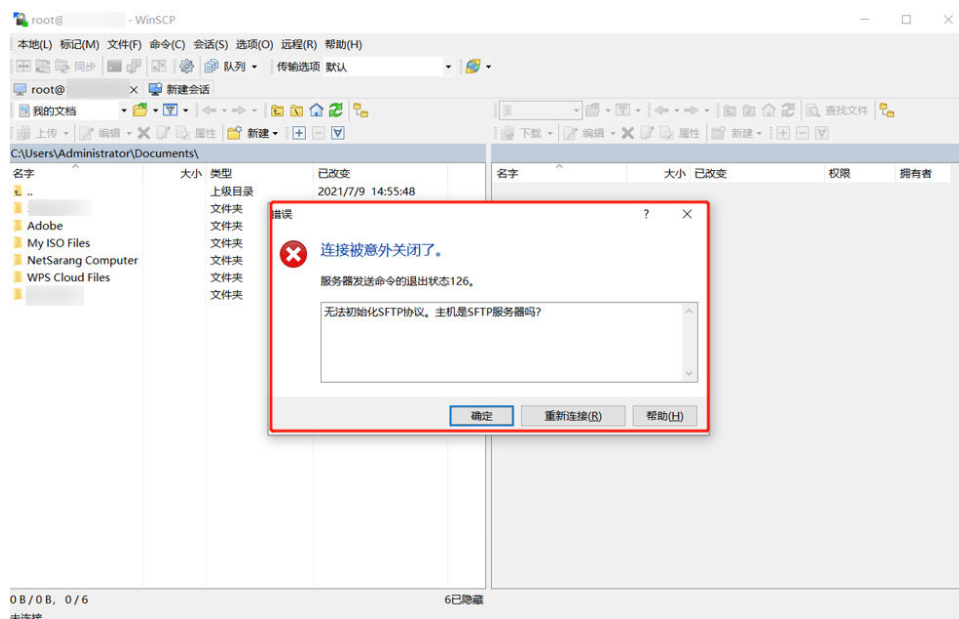 root@ - WinSCP
本地(L) 标记(M) 文件(F) 命令(C) 会话(S) 选项(O) 远程(R) 帮助(H)
同步 队列 传输选项 默认
root@ × 新建会话
我的文档 查找文件
上传 编辑 属性 新建 下载 编辑 属性 新建
C:\Users\Administrator\Documents\
名字 大小 类型 已改变 名字 大小 已改变 权限 拥有者
.. 上级目录 2021/7/9 14:55:48
文件夹
Adobe 文件夹
My ISO Files 文件夹
NetSarang Computer 文件夹
WPS Cloud Files 文件夹
文件夹
错误 ? ×
连接被意外关闭了。
服务器发送命令的退出状态126。
无法初始化SFTP协议。主机是SFTP服务器吗?
确定 重新连接(R) 帮助(H)
0 B / 0 B, 0 / 6 6已隐藏
未连接